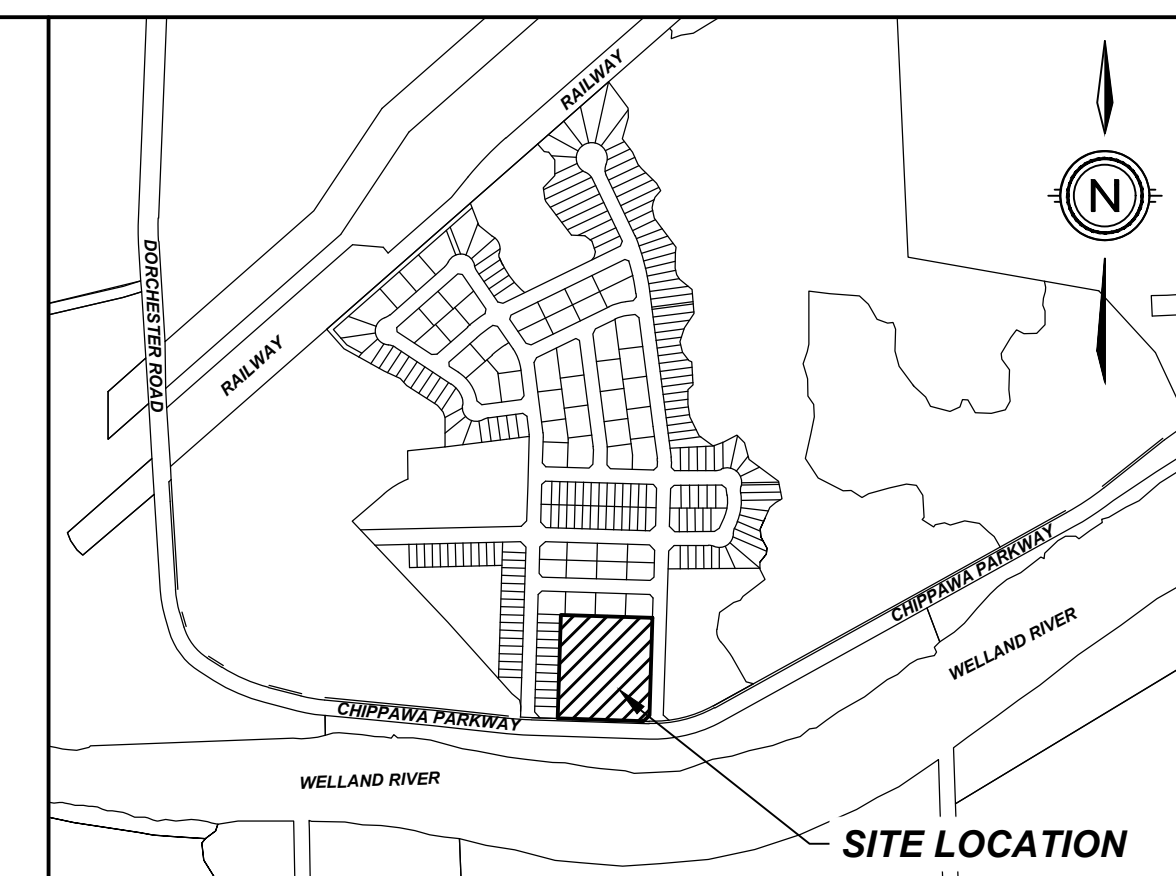 RAILWAY
N
DORCHESTER ROAD
RAILWAY
CHIPPAWA PARKWAY
WELLAND RIVER
CHIPPAWA PARKWAY
WELLAND RIVER
SITE LOCATION